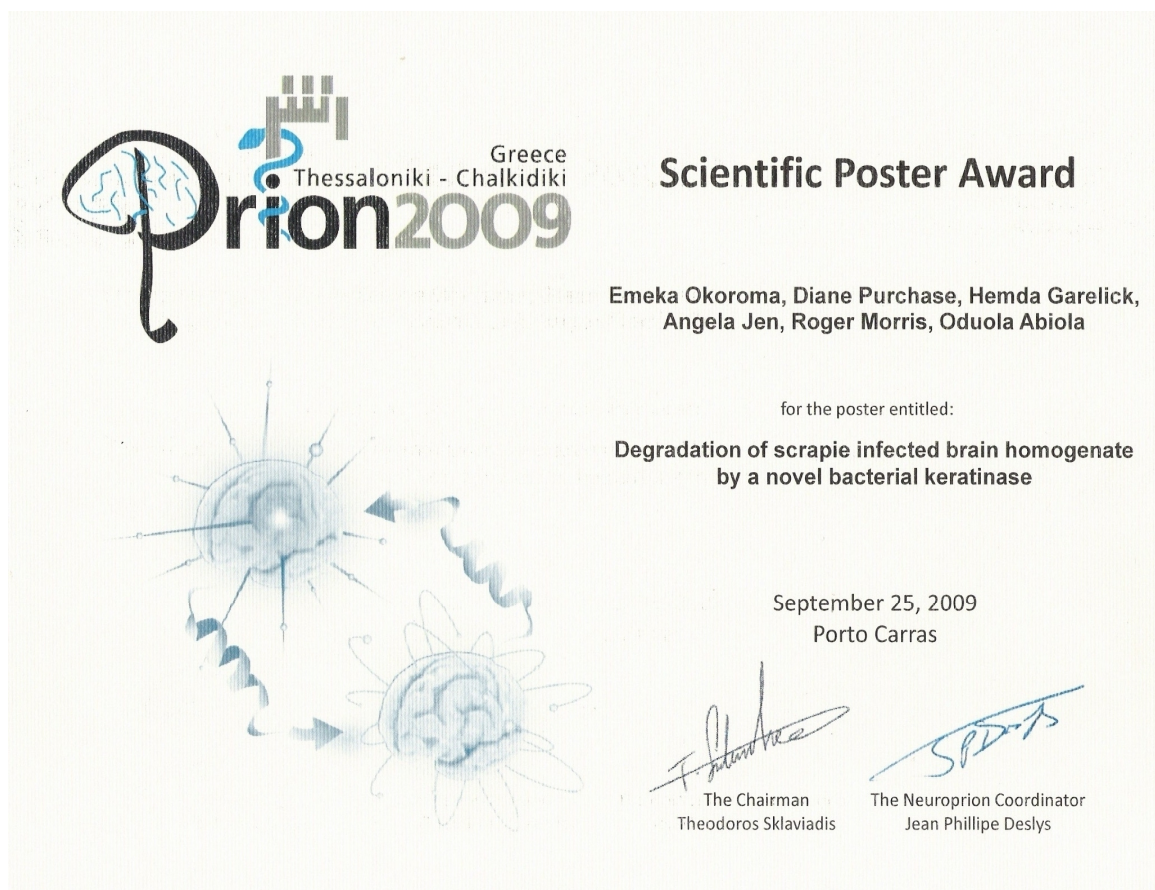 Greece
Thessaloniki - Chalkidiki
Prion2009
Scientific Poster Award
Emeka Okoroma, Diane Purchase, Hemda Garelick,
Angela Jen, Roger Morris, Oduola Abiola
for the poster entitled:
Degradation of scrapie infected brain homogenate
by a novel bacterial keratinase
September 25, 2009
Porto Carras
The Chairman
Theodoros Sklaviadis
The Neuroprion Coordinator
Jean Phillipe Deslys